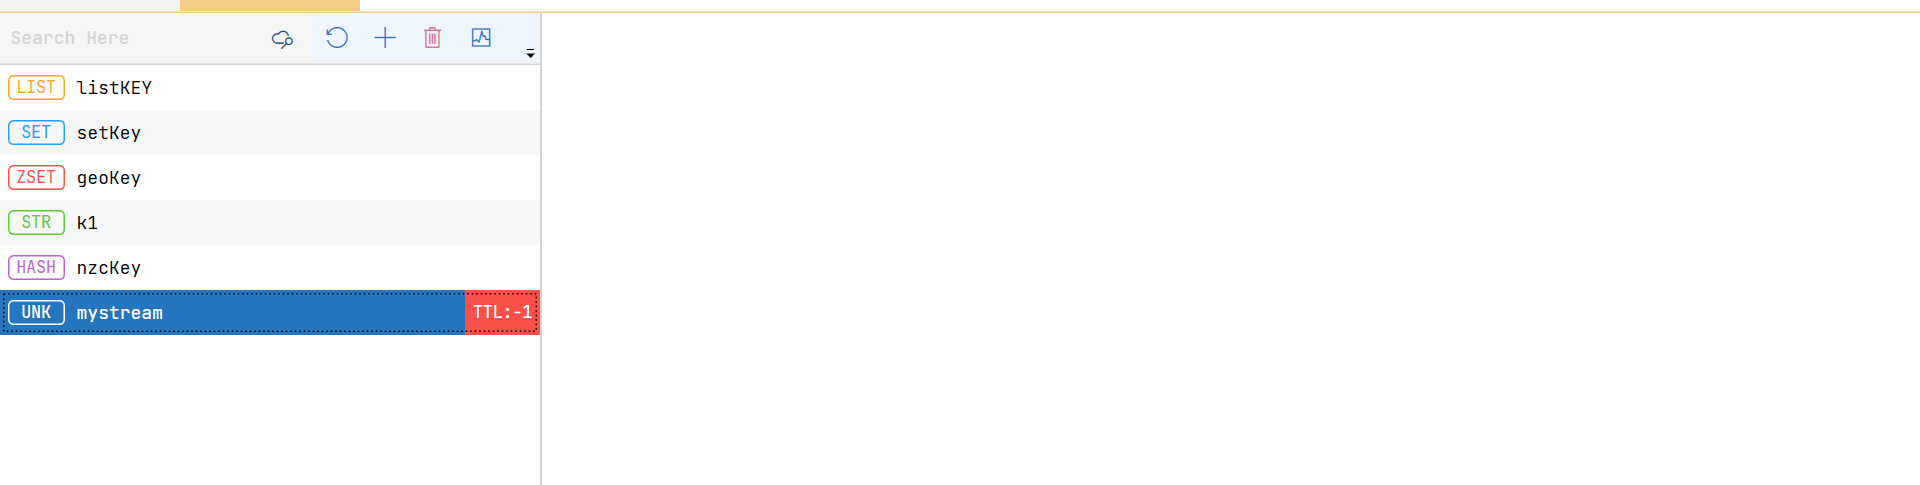 Search Here
LIST listKEY
SET setKey
ZSET geoKey
STR k1
HASH nzcKey
UNK mystream TTL:-1